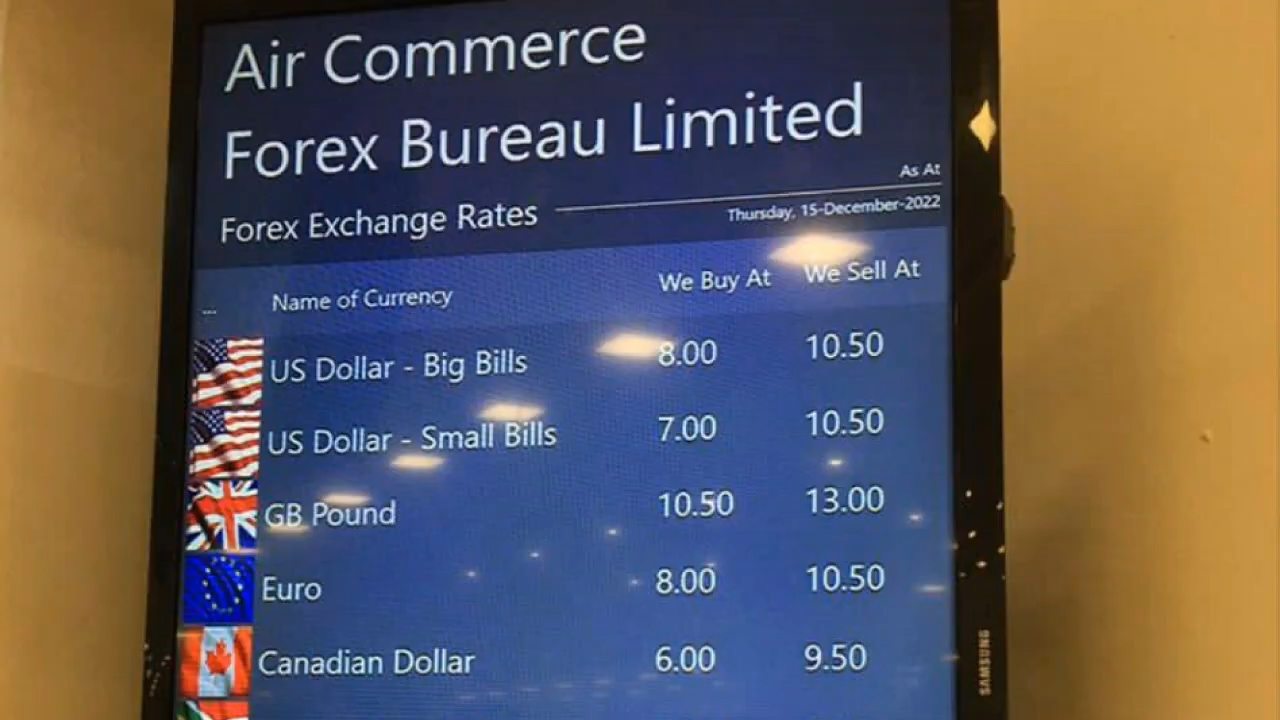 Air Commerce
Forex Bureau Limited
As At
Forex Exchange Rates
Thursday, 15-December-2022
... Name of Currency We Buy At We Sell At
US Dollar - Big Bills 8.00 10.50
US Dollar - Small Bills 7.00 10.50
GB Pound 10.50 13.00
Euro 8.00 10.50
Canadian Dollar 6.00 9.50
SAMSUNG